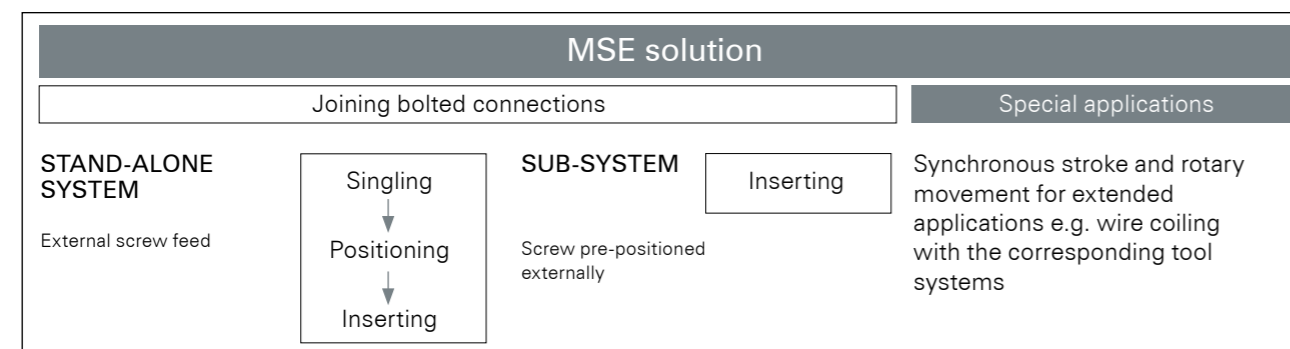 MSE solution
Joining bolted connections
Special applications
STAND-ALONE
SYSTEM
External screw feed
Singling
Positioning
Inserting
SUB-SYSTEM
Screw pre-positioned
externally
Inserting
Synchronous stroke and rotary
movement for extended
applications e.g. wire coiling
with the corresponding tool
systems